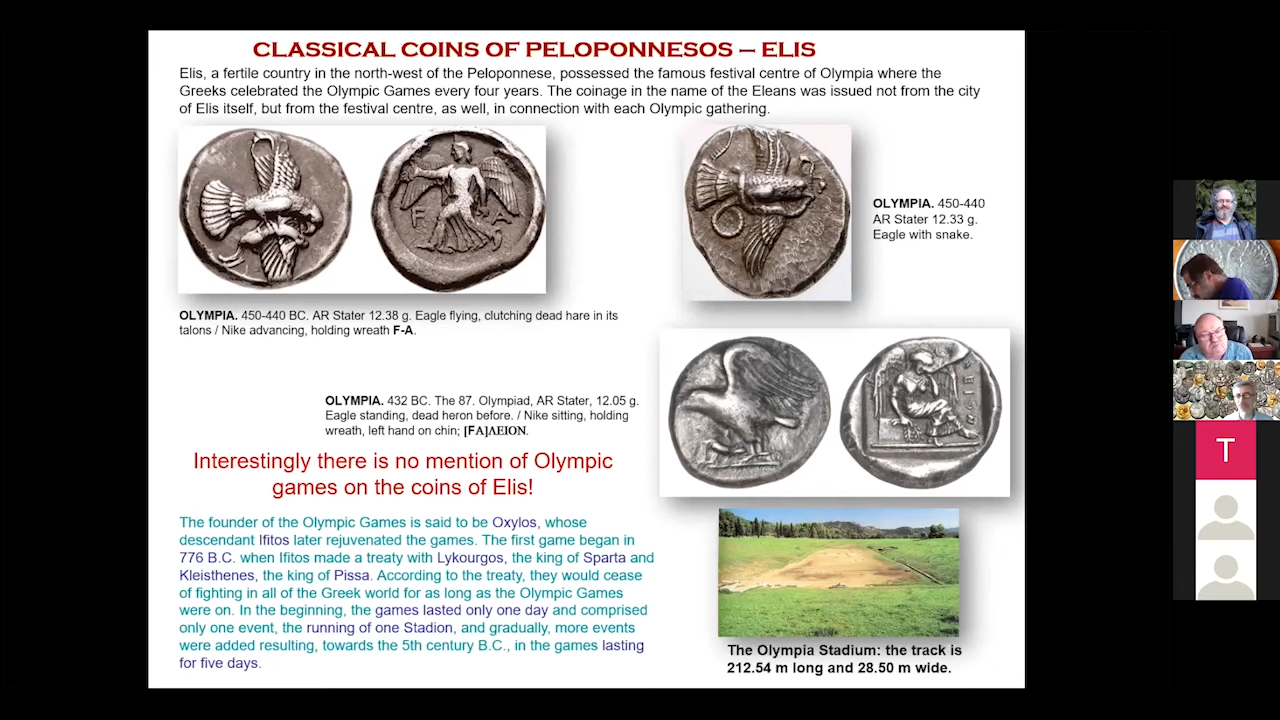 CLASSICAL COINS OF PELOPONNESOS – ELIS
Elis, a fertile country in the north-west of the Peloponnese, possessed the famous festival centre of Olympia where the
Greeks celebrated the Olympic Games every four years. The coinage in the name of the Eleans was issued not from the city
of Elis itself, but from the festival centre, as well, in connection with each Olympic gathering.
OLYMPIA. 450-440
AR Stater 12.33 g.
Eagle with snake.
OLYMPIA. 450-440 BC. AR Stater 12.38 g. Eagle flying, clutching dead hare in its
talons / Nike advancing, holding wreath F-A.
OLYMPIA. 432 BC. The 87. Olympiad, AR Stater, 12.05 g.
Eagle standing, dead heron before. / Nike sitting, holding
wreath, left hand on chin; [FA]ΛEION.
Interestingly there is no mention of Olympic
games on the coins of Elis!
The founder of the Olympic Games is said to be Oxylos, whose
descendant Ifitos later rejuvenated the games. The first game began in
776 B.C. when Ifitos made a treaty with Lykourgos, the king of Sparta and
Kleisthenes, the king of Pissa. According to the treaty, they would cease
of fighting in all of the Greek world for as long as the Olympic Games
were on. In the beginning, the games lasted only one day and comprised
only one event, the running of one Stadion, and gradually, more events
were added resulting, towards the 5th century B.C., in the games lasting
for five days.
The Olympia Stadium: the track is
212.54 m long and 28.50 m wide.
T